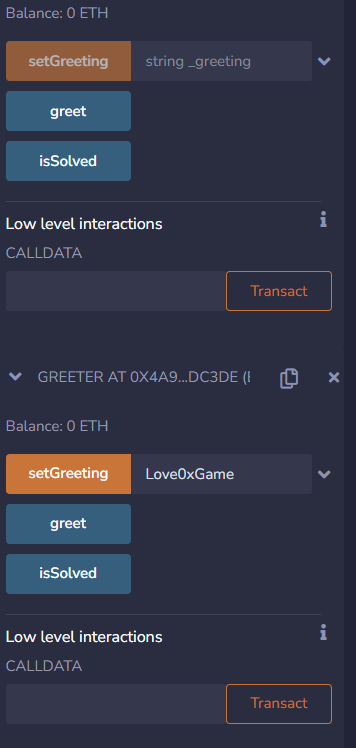 Balance: 0 ETH
setGreeting string _greeting
greet
isSolved
Low level interactions
CALLDATA
Transact
GREETER AT 0X4A9...DC3DE (
Balance: 0 ETH
setGreeting Love0xGame
greet
isSolved
Low level interactions
CALLDATA
Transact